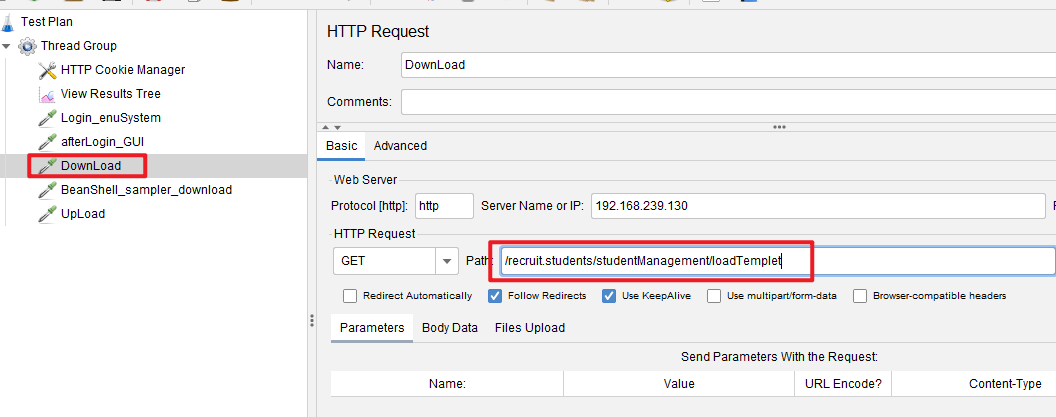 Test Plan
Thread Group
HTTP Cookie Manager
View Results Tree
Login_enuSystem
afterLogin_GUI
DownLoad
BeanShell_sampler_download
UpLoad
HTTP Request
Name: DownLoad
Comments:
Basic Advanced
Web Server
Protocol [http]: http Server Name or IP: 192.168.239.130
HTTP Request
GET Path: /recruit.students/studentManagement/loadTemplet
Redirect Automatically Follow Redirects Use KeepAlive Use multipart/form-data Browser-compatible headers
Parameters Body Data Files Upload
Send Parameters With the Request:
Name: Value URL Encode? Content-Type